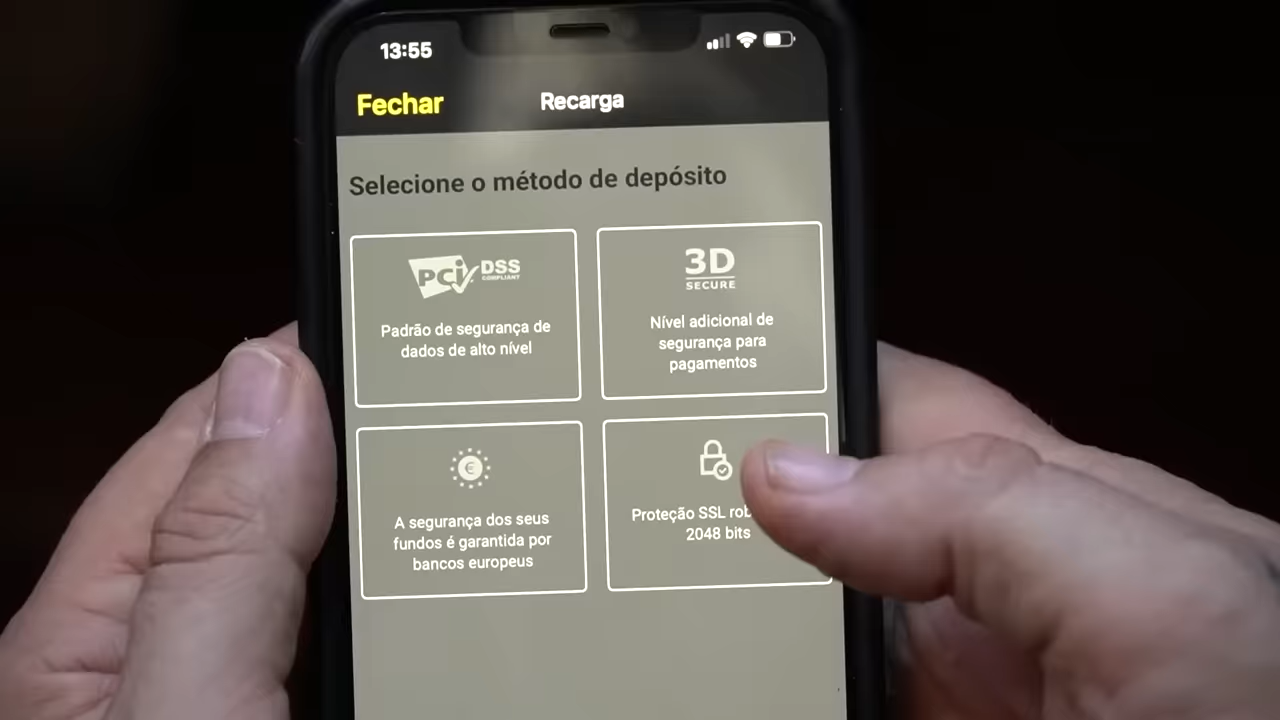 13:55
Fechar
Recarga
Selecione o método de depósito
PCi DSS
COMPLIANT
Padrão de segurança de
dados de alto nível
3D
SECURE
Nível adicional de
segurança para
pagamentos
€
A segurança dos seus
fundos é garantida por
bancos europeus
Proteção SSL
2048 bits